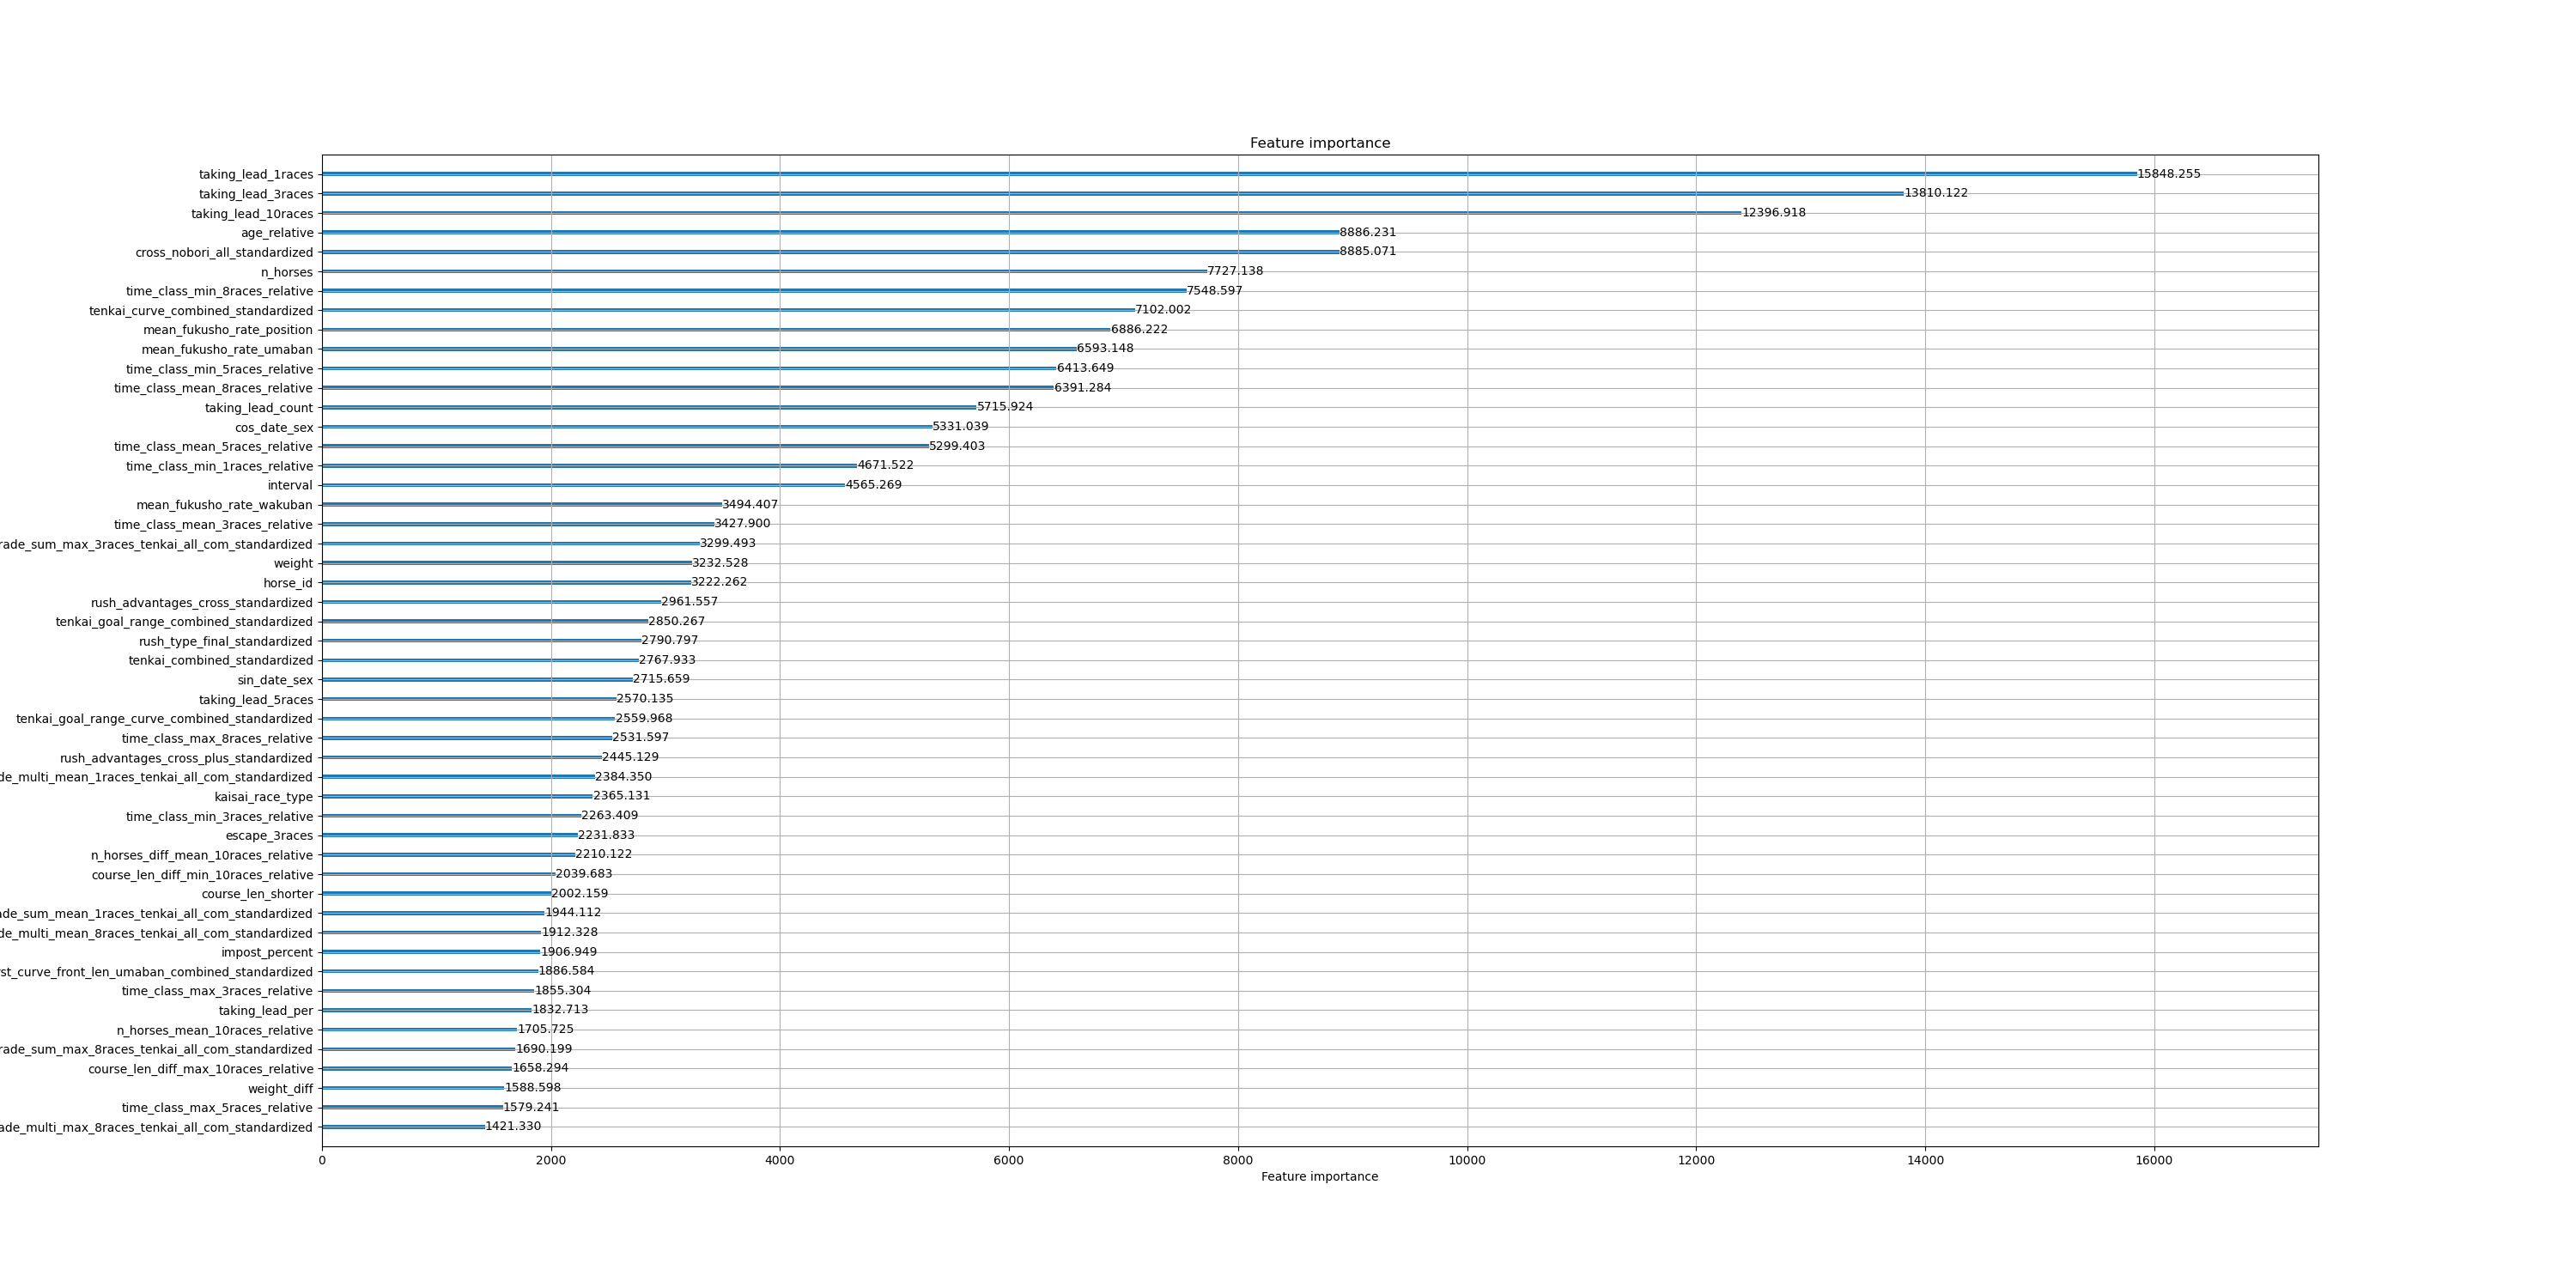 Feature importance
taking_lead_1races 15848.255
taking_lead_3races 13810.122
taking_lead_10races 12396.918
age_relative 8886.231
cross_nobori_all_standardized 8885.071
n_horses 7727.138
time_class_min_8races_relative 7548.597
tenkai_curve_combined_standardized 7102.002
mean_fukusho_rate_position 6886.222
mean_fukusho_rate_umaban 6593.148
time_class_min_5races_relative 6413.649
time_class_mean_8races_relative 6391.284
taking_lead_count 5715.924
cos_date_sex 5331.039
time_class_mean_5races_relative 5299.403
time_class_min_1races_relative 4671.522
interval 4565.269
mean_fukusho_rate_wakuban 3494.407
time_class_mean_3races_relative 3427.900
rade_sum_max_3races_tenkai_all_com_standardized 3299.493
weight 3232.528
horse_id 3222.262
rush_advantages_cross_standardized 2961.557
tenkai_goal_range_combined_standardized 2850.267
rush_type_final_standardized 2790.797
tenkai_combined_standardized 2767.933
sin_date_sex 2715.659
taking_lead_5races 2570.135
tenkai_goal_range_curve_combined_standardized 2559.968
time_class_max_8races_relative 2531.597
rush_advantages_cross_plus_standardized 2445.129
de_multi_mean_1races_tenkai_all_com_standardized 2384.350
kaisai_race_type 2365.131
time_class_min_3races_relative 2263.409
escape_3races 2231.833
n_horses_diff_mean_10races_relative 2210.122
course_len_diff_min_10races_relative 2039.683
course_len_shorter 2002.159
ade_sum_mean_1races_tenkai_all_com_standardized 1944.112
de_multi_mean_8races_tenkai_all_com_standardized 1912.328
impost_percent 1906.949
st_curve_front_len_umaban_combined_standardized 1886.584
time_class_max_3races_relative 1855.304
taking_lead_per 1832.713
n_horses_mean_10races_relative 1705.725
rade_sum_max_8races_tenkai_all_com_standardized 1690.199
course_len_diff_max_10races_relative 1658.294
weight_diff 1588.598
time_class_max_5races_relative 1579.241
ade_multi_max_8races_tenkai_all_com_standardized 1421.330
0 2000 4000 6000 8000 10000 12000 14000 16000
Feature importance